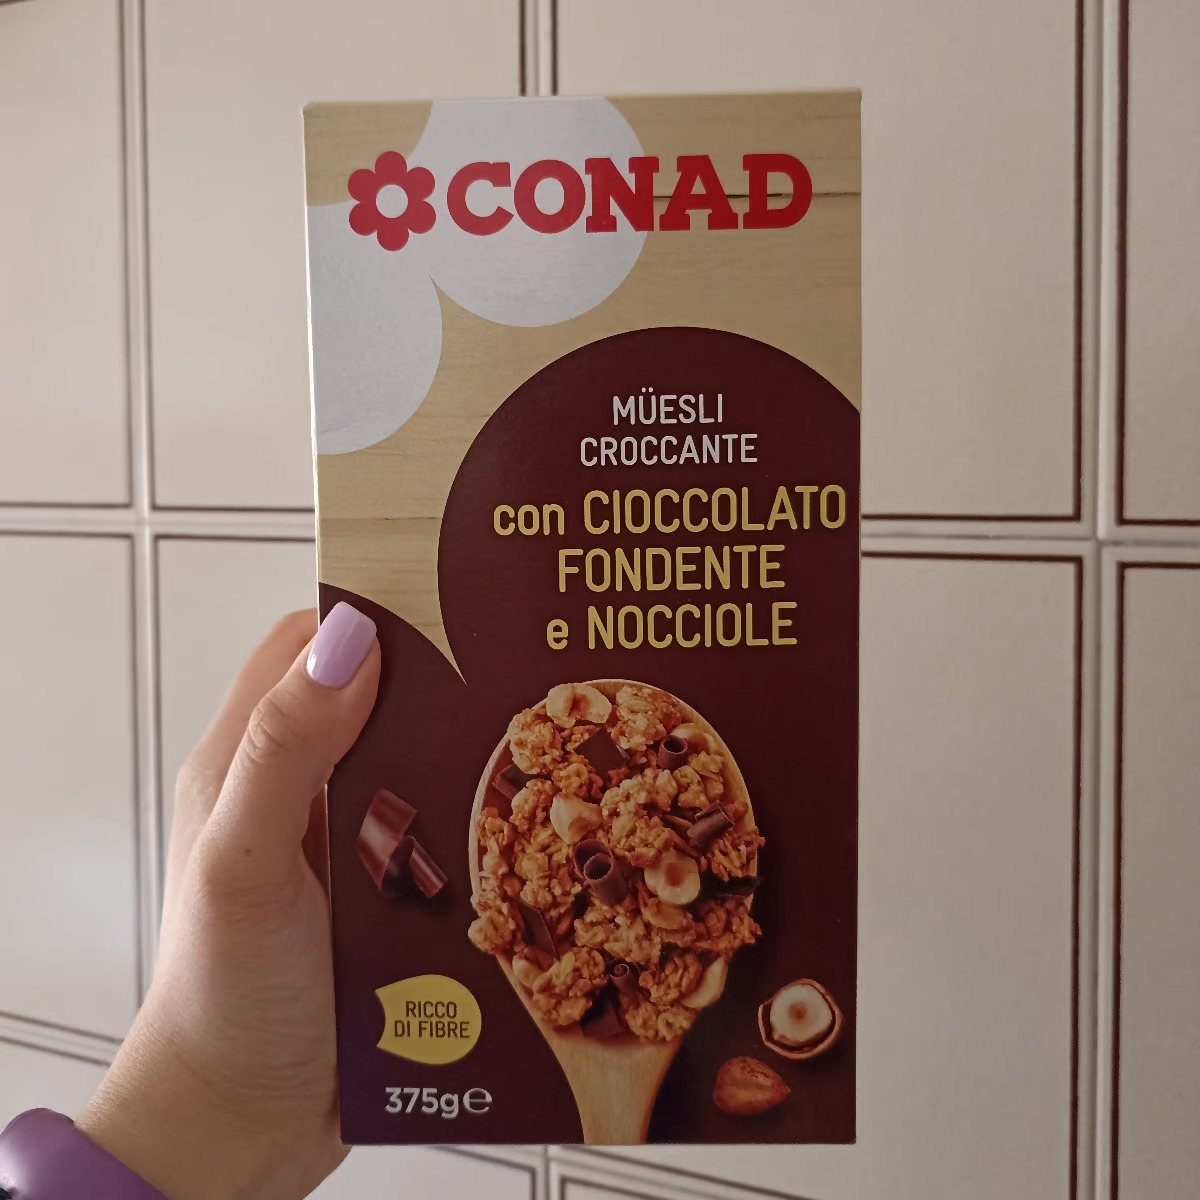 CONAD
MÜESLI
CROCCANTE
con CIOCCOLATO
FONDENTE
e NOCCIOLE
RICCO
DI FIBRE
375g℮